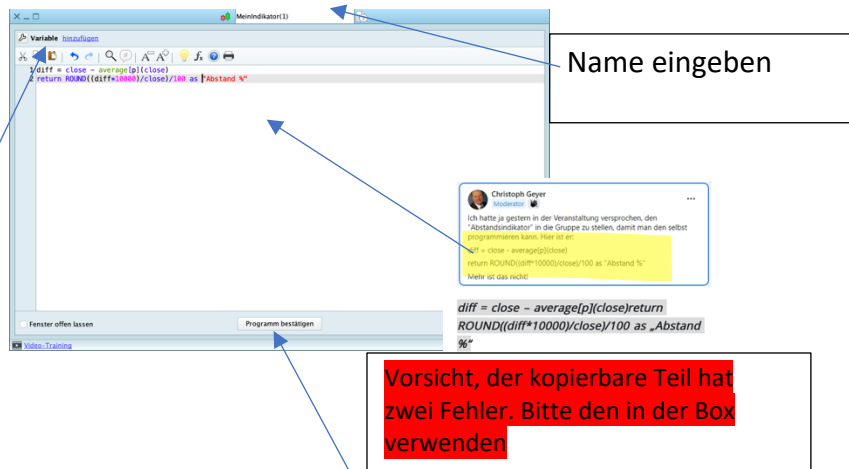 MeinIndikator(1)
Variable hinzufügen
1 diff = close - average[p](close)
2 return ROUND((diff*10000)/close)/100 as "Abstand %"
Name eingeben
Christoph Geyer
Moderator
Ich hatte ja gestern in der Veranstaltung versprochen, den
"Abstandsindikator" in die Gruppe zu stellen, damit man den selbst
programmieren kann. Hier ist er:
diff = close - average[p](close)
return ROUND((diff*10000)/close)/100 as "Abstand %"
Mehr ist das nicht!
diff = close – average[p](close)return
ROUND((diff*10000)/close)/100 as „Abstand
%“
Fenster offen lassen
Programm bestätigen
Video-Training
Vorsicht, der kopierbare Teil hat
zwei Fehler. Bitte den in der Box
verwenden